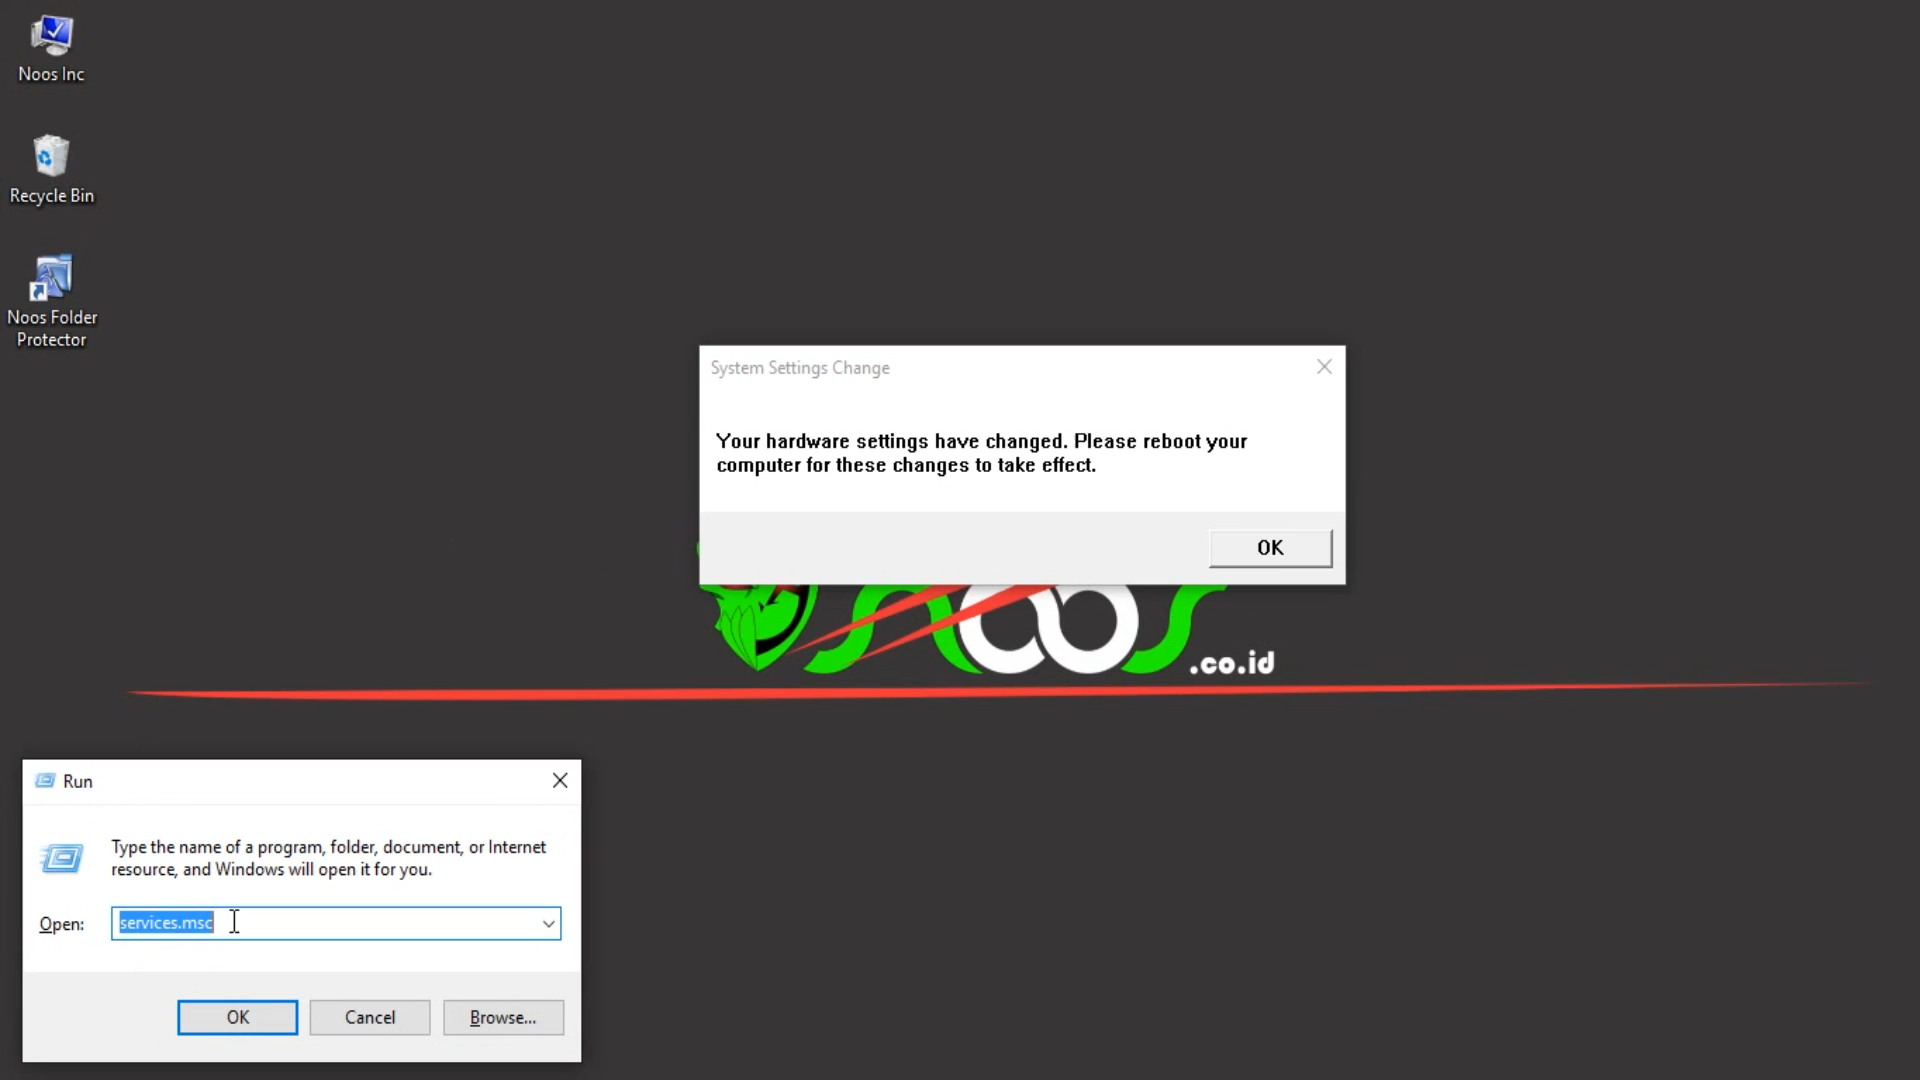 Noos Inc
Recycle Bin
Noos Folder
Protector
System Settings Change
Your hardware settings have changed. Please reboot your
computer for these changes to take effect.
OK
noos
.co.id
Run
Type the name of a program, folder, document, or Internet
resource, and Windows will open it for you.
Open:
services.msc
OK
Cancel
Browse...